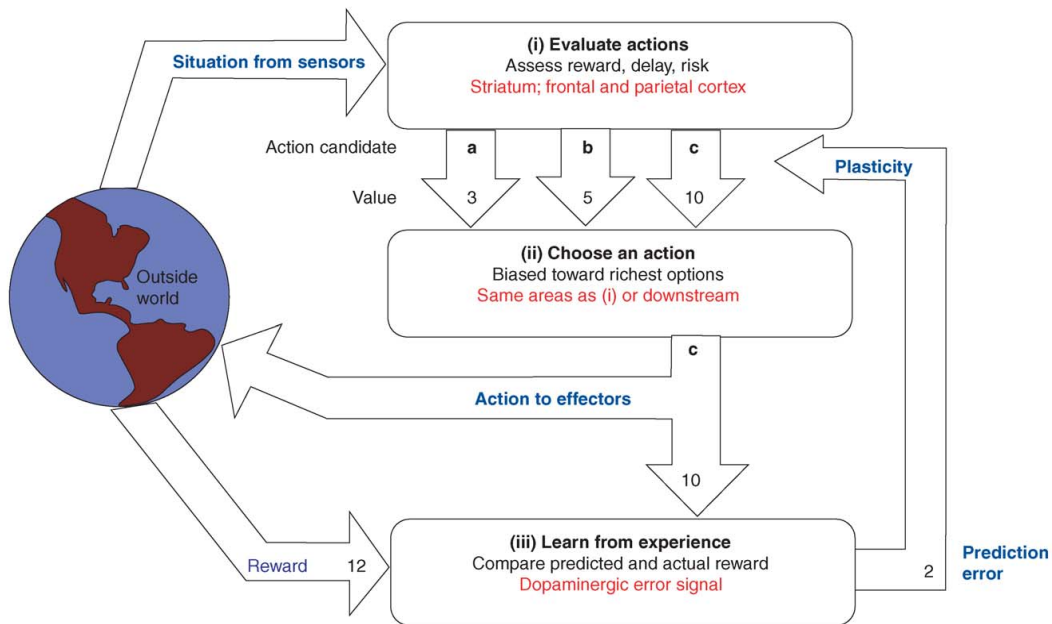 (i) Evaluate actions
Assess reward, delay, risk
Striatum; frontal and parietal cortex
Situation from sensors
Action candidate
a
b
c
Plasticity
Value
3
5
10
(ii) Choose an action
Biased toward richest options
Same areas as (i) or downstream
Outside
world
c
Action to effectors
10
(iii) Learn from experience
Compare predicted and actual reward
Dopaminergic error signal
Reward
12
2
Prediction
error